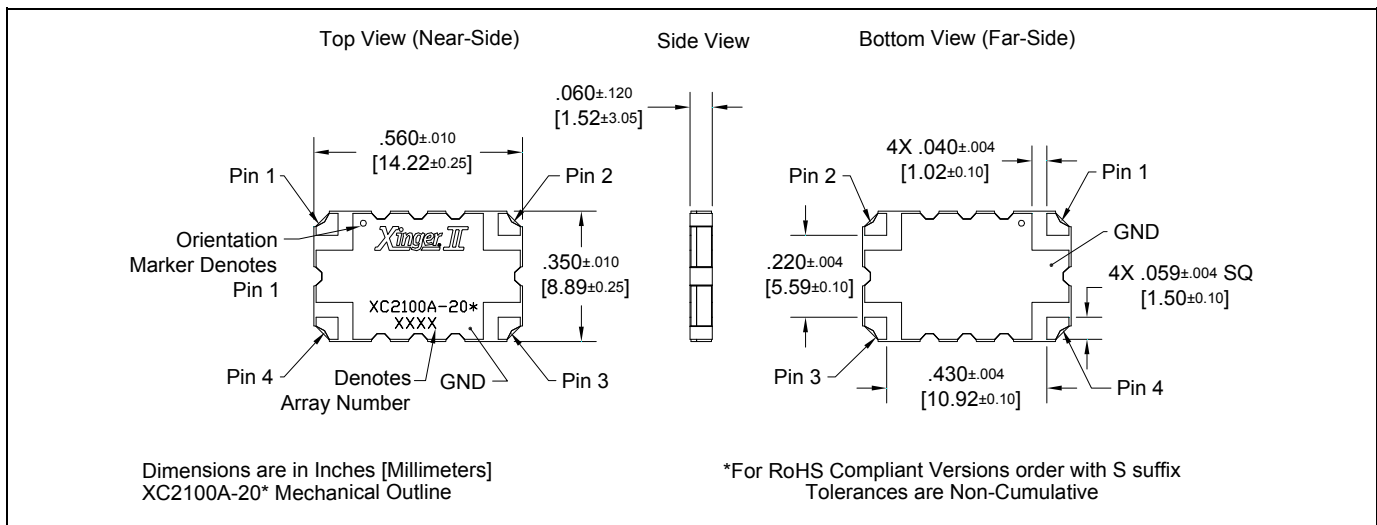 Top View (Near-Side)
Side View
Bottom View (Far-Side)
.060±.120
[1.52±3.05]
.560±.010
[14.22±0.25]
4X .040±.004
[1.02±0.10]
Pin 1
Pin 2
Pin 2
Pin 1
Orientation
Marker Denotes
Pin 1
Xinger II
GND
.350±.010
[8.89±0.25]
.220±.004
[5.59±0.10]
4X .059±.004 SQ
[1.50±0.10]
XC2100A-20*
XXXX
Pin 4
Denotes
Array Number
GND
Pin 3
Pin 3
.430±.004
[10.92±0.10]
Pin 4
Dimensions are in Inches [Millimeters]
XC2100A-20* Mechanical Outline
*For RoHS Compliant Versions order with S suffix
Tolerances are Non-Cumulative